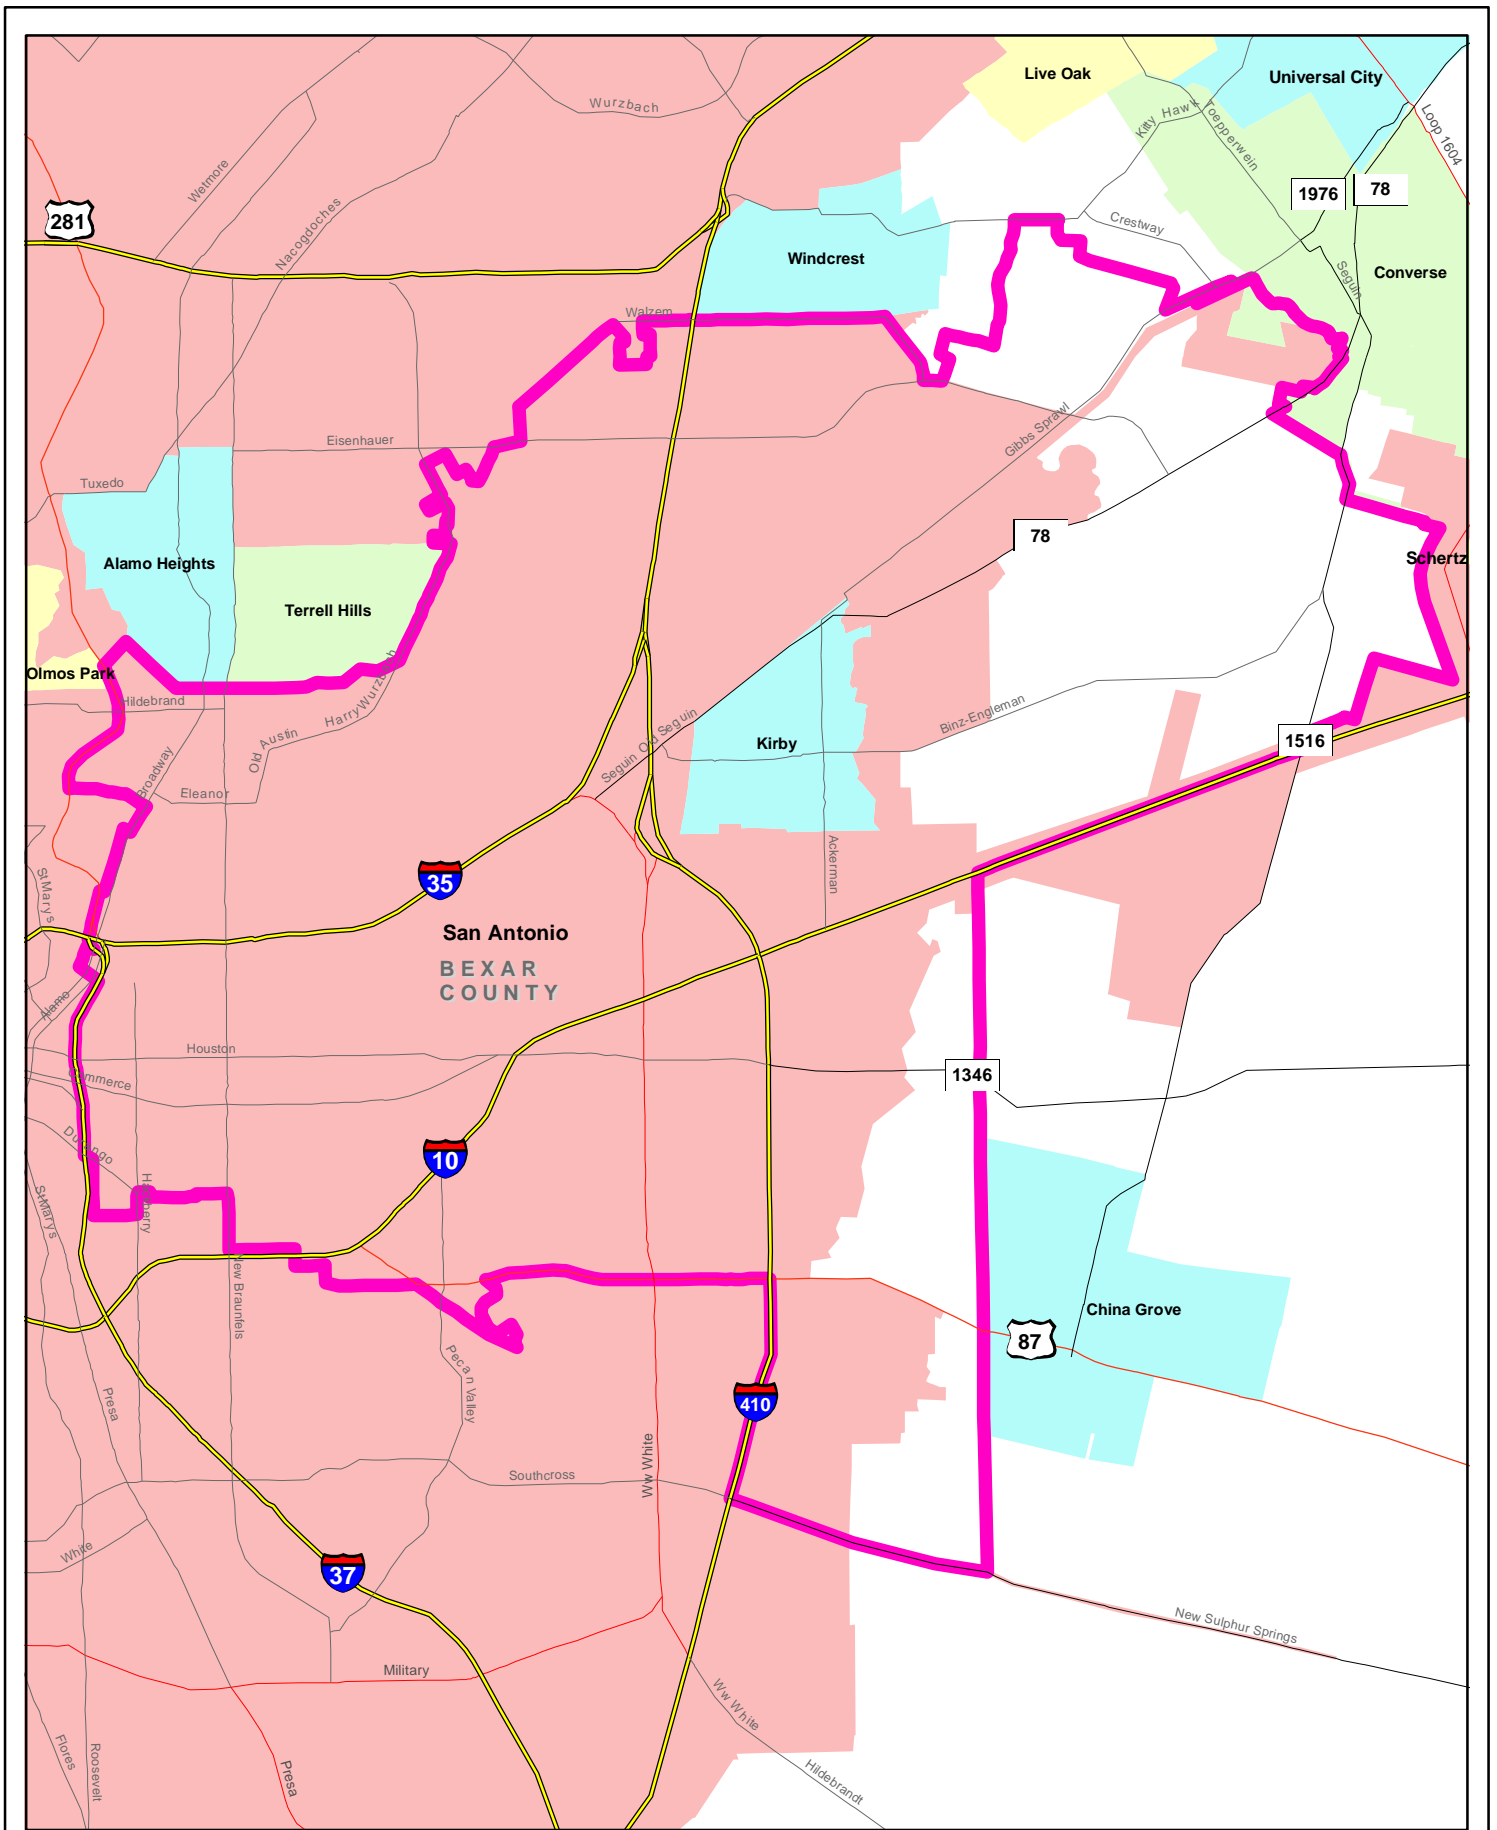 Live Oak
Universal City
Wurzbach
Kitty Hawk
Toepperwein
Loop 1604
Wetmore
1976
78
281
Nacogdoches
Crestway
Windcrest
Seguin
Converse
Walzem
Eisenhauer
Gibbs Sprawl
Tuxedo
78
Alamo Heights
Schertz
Terrell Hills
Olmos Park
Hildebrand
Harry Wurzbach
Old Austin
Seguin Old Seguin
Binz-Engleman
Kirby
1516
Broadway
Eleanor
Ackerman
St Marys
35
San Antonio
BEXAR
COUNTY
Alamo
Houston
Commerce
1346
Durango
10
St Marys
Hackberry
New Braunfels
China Grove
87
Pecan Valley
Presa
410
Ww White
Southcross
White
37
New Sulphur Springs
Military
Ww White
Flores
Roosevelt
Presa
Hildebrandt